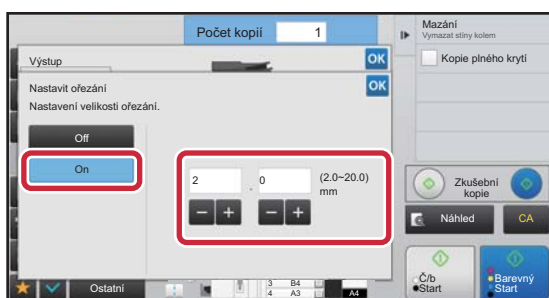 Počet kopií 1
Mazání
Vymazat stíny kolem
Kopie plného krytí
Výstup
OK
Nastavit ořezání
OK
Nastavení velikosti ořezání.
Off
On
2 . 0 (2.0~20.0)
mm
Zkušební
kopie
Náhled
CA
Č/b
Start
Barevný
Start
Ostatní
3 B4
4 A3
A4